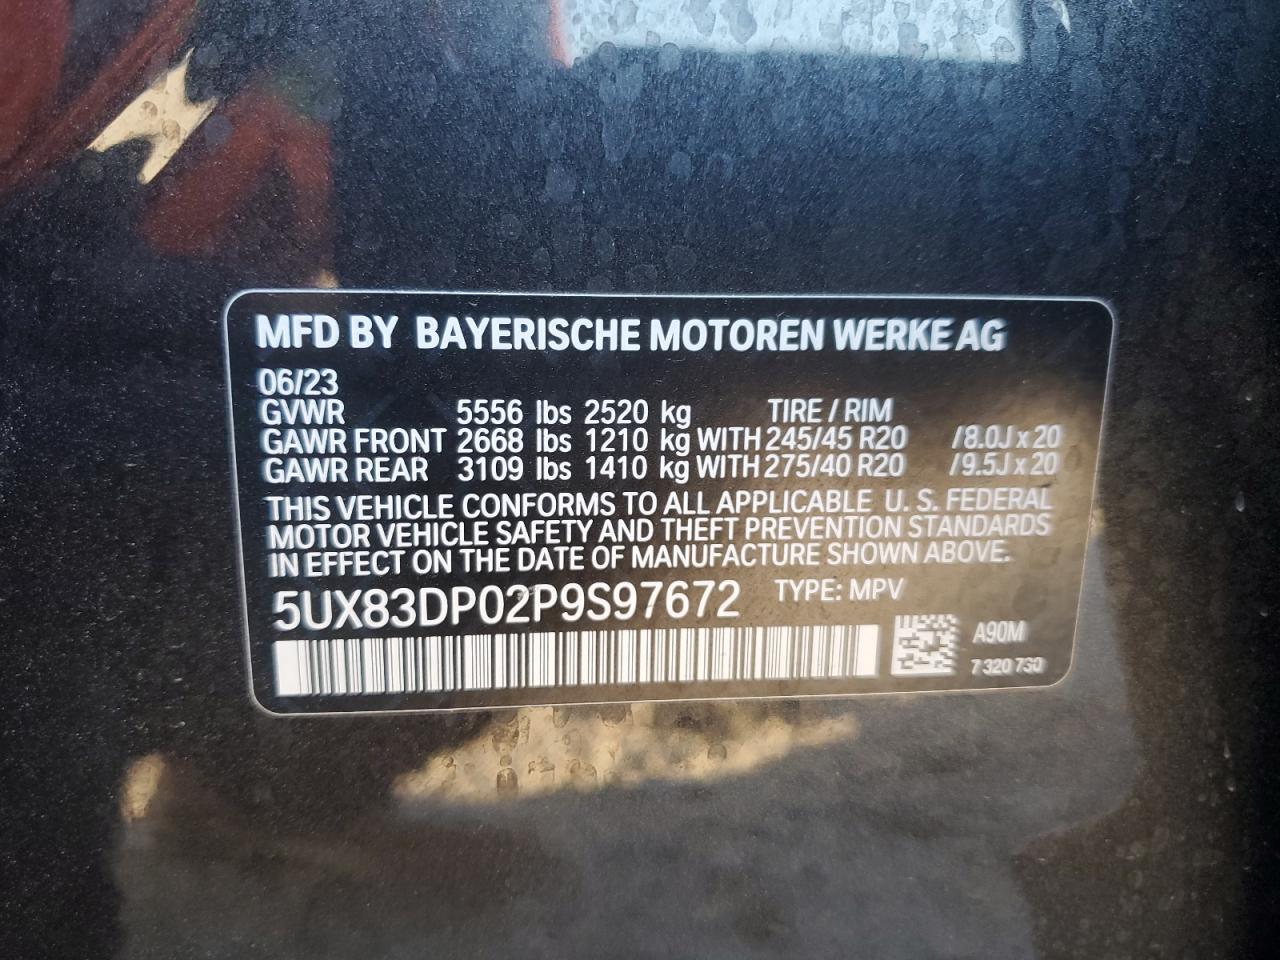 MFD BY BAYERISCHE MOTOREN WERKE AG
06/23
GVWR 5556 lbs 2520 kg TIRE / RIM
GAWR FRONT 2668 lbs 1210 kg WITH 245/45 R20 /8.0J x 20
GAWR REAR 3109 lbs 1410 kg WITH 275/40 R20 /9.5J x 20
THIS VEHICLE CONFORMS TO ALL APPLICABLE U. S. FEDERAL
MOTOR VEHICLE SAFETY AND THEFT PREVENTION STANDARDS
IN EFFECT ON THE DATE OF MANUFACTURE SHOWN ABOVE.
5UX83DP02P9S97672 TYPE: MPV
A90M
7 320 730